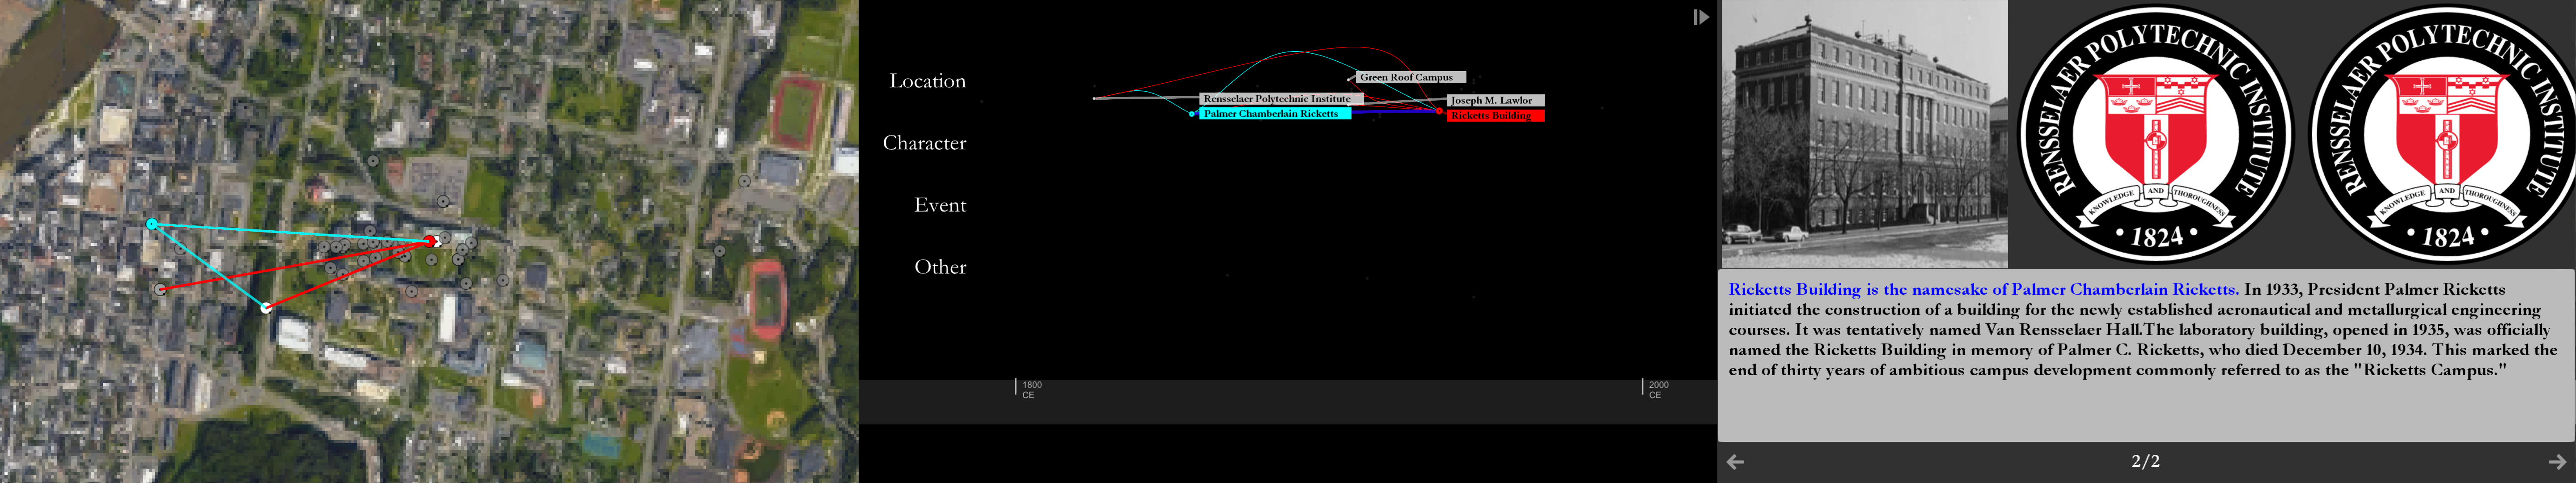 Location
Character
Event
Other
Green Roof Campus
Rensselaer Polytechnic Institute
Joseph M. Lawlor
Palmer Chamberlain Ricketts
Ricketts Building
1800
CE
2000
CE
RENSSELAER POLYTECHNIC INSTITUTE
KNOWLEDGE AND THOROUGHNESS
• 1824 •
RENSSELAER POLYTECHNIC INSTITUTE
KNOWLEDGE AND THOROUGHNESS
• 1824 •
Ricketts Building is the namesake of Palmer Chamberlain Ricketts. In 1933, President Palmer Ricketts
initiated the construction of a building for the newly established aeronautical and metallurgical engineering
courses. It was tentatively named Van Rensselaer Hall.The laboratory building, opened in 1935, was officially
named the Ricketts Building in memory of Palmer C. Ricketts, who died December 10, 1934. This marked the
end of thirty years of ambitious campus development commonly referred to as the "Ricketts Campus."
2/2